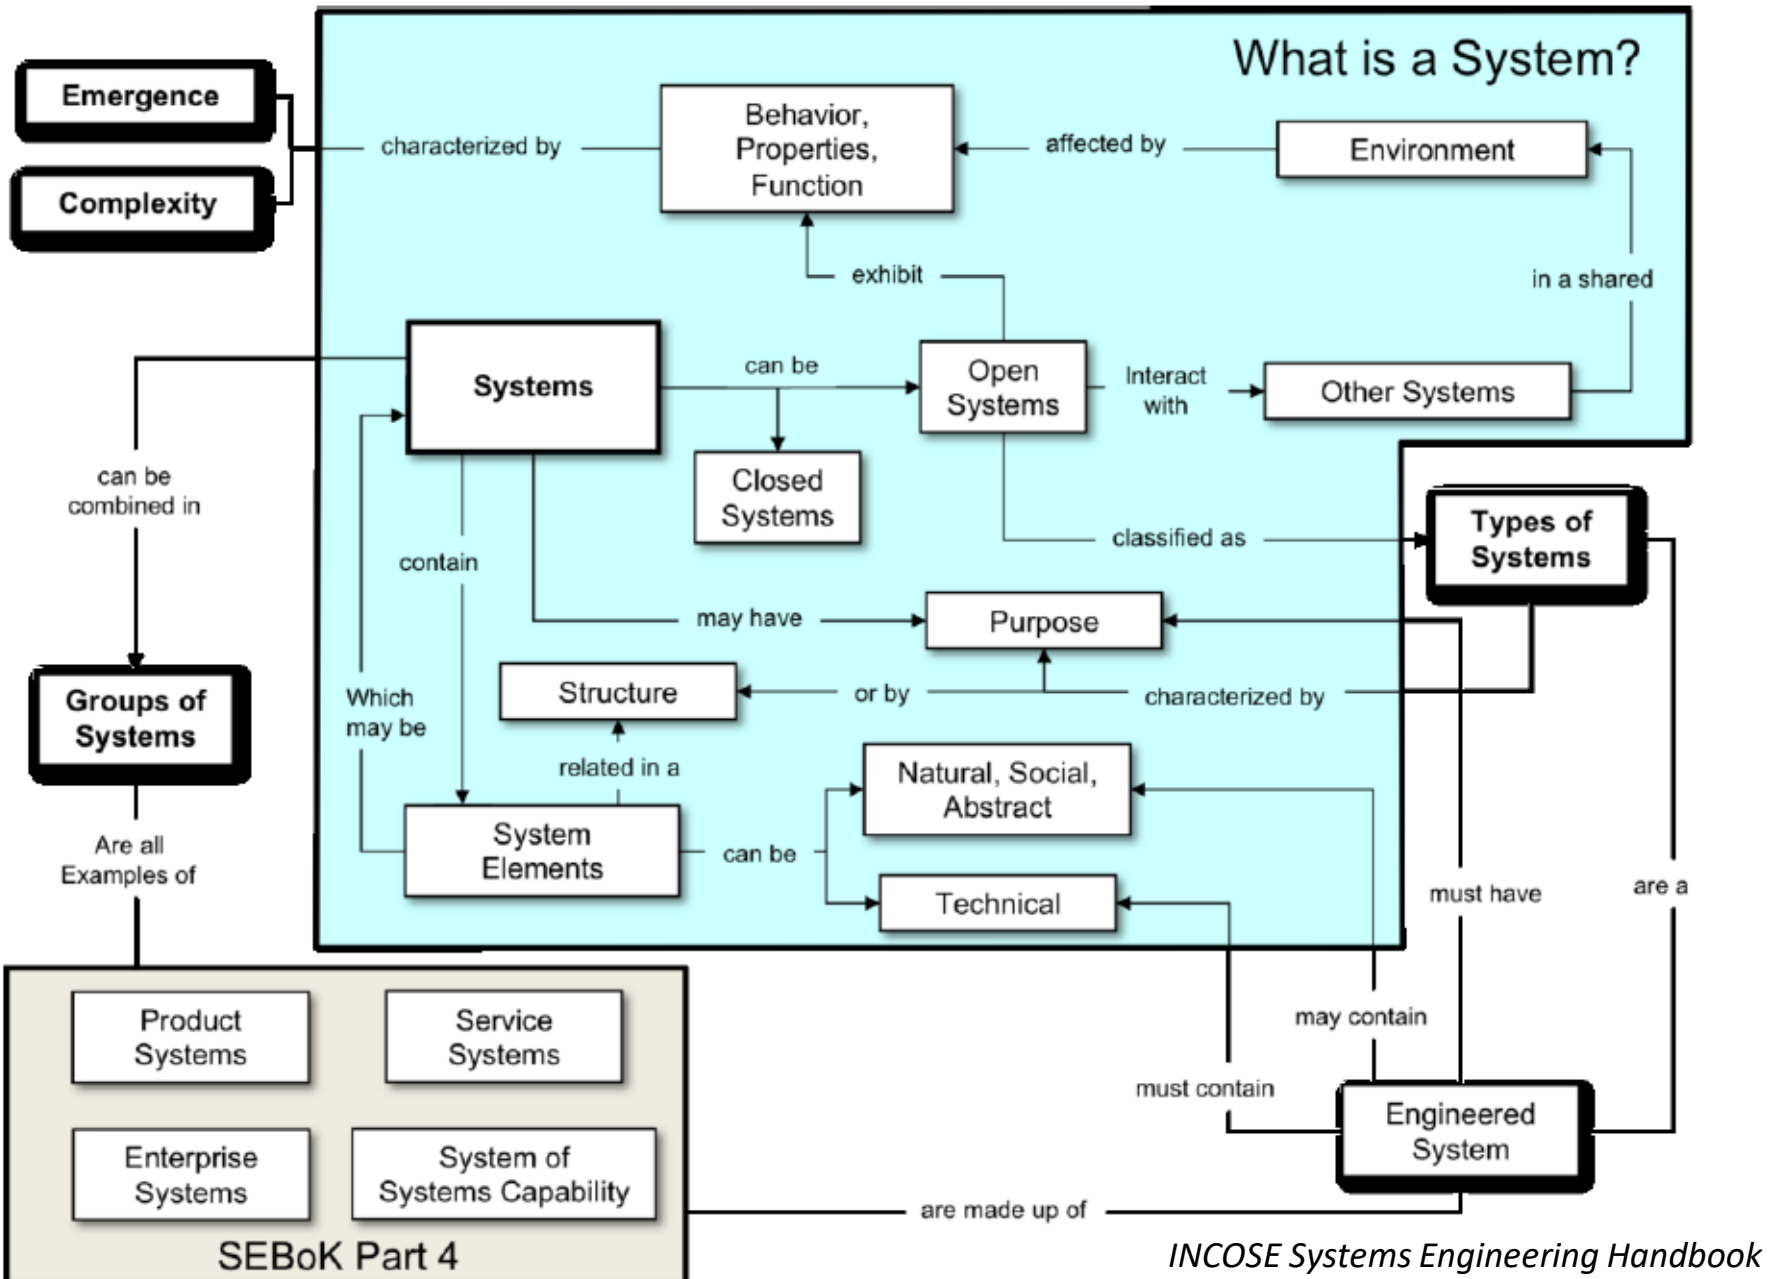 What is a System?
Emergence
Complexity
characterized by
Behavior,
Properties,
Function
affected by
Environment
exhibit
in a shared
Systems
can be
Open
Systems
Interact
with
Other Systems
Closed
Systems
can be
combined in
contain
classified as
Types of
Systems
may have
Purpose
Groups of
Systems
Which
may be
Structure
or by
characterized by
related in a
Natural, Social,
Abstract
System
Elements
can be
Technical
Are all
Examples of
must have
are a
may contain
must contain
Product
Systems
Service
Systems
Enterprise
Systems
System of
Systems Capability
Engineered
System
are made up of
SEBoK Part 4
INCOSE Systems Engineering Handbook